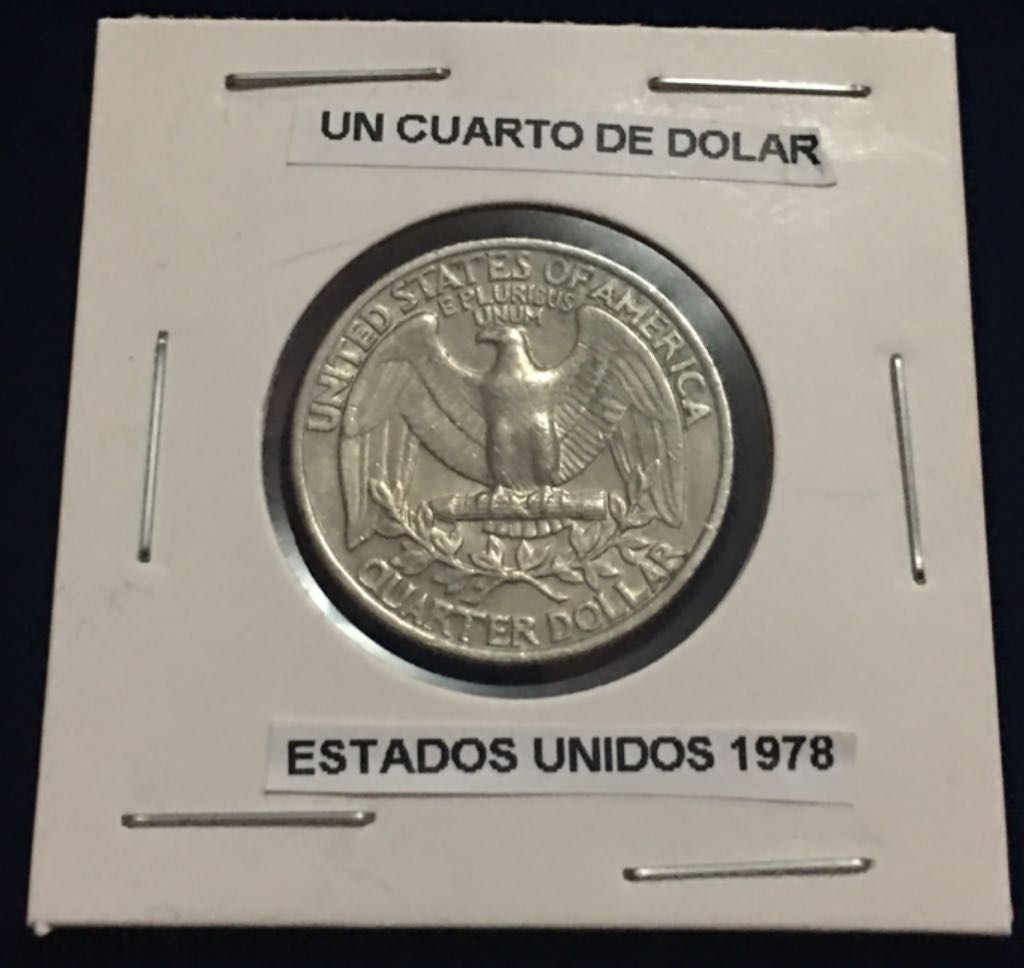 UN CUARTO DE DOLAR
UNITED STATES OF AMERICA
E PLURIBUS
UNUM
QUARTER DOLLAR
ESTADOS UNIDOS 1978